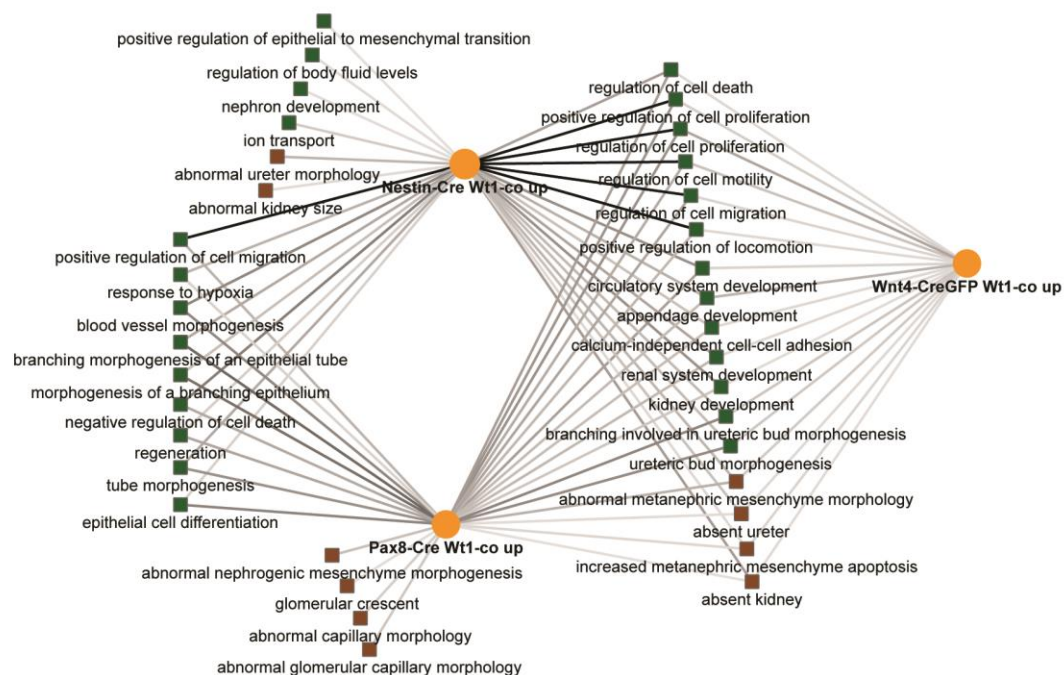 positive regulation of epithelial to mesenchymal transition
regulation of body fluid levels
nephron development
ion transport
abnormal ureter morphology
abnormal kidney size
Nestin-Cre Wt1-co up
positive regulation of cell migration
response to hypoxia
blood vessel morphogenesis
branching morphogenesis of an epithelial tube
morphogenesis of a branching epithelium
negative regulation of cell death
regeneration
tube morphogenesis
epithelial cell differentiation
Pax8-Cre Wt1-co up
abnormal nephrogenic mesenchyme morphogenesis
glomerular crescent
abnormal capillary morphology
abnormal glomerular capillary morphology
regulation of cell death
positive regulation of cell proliferation
regulation of cell proliferation
regulation of cell motility
regulation of cell migration
positive regulation of locomotion
circulatory system development
appendage development
calcium-independent cell-cell adhesion
renal system development
kidney development
branching involved in ureteric bud morphogenesis
ureteric bud morphogenesis
abnormal metanephric mesenchyme morphology
absent ureter
increased metanephric mesenchyme apoptosis
absent kidney
Wnt4-CreGFP Wt1-co up